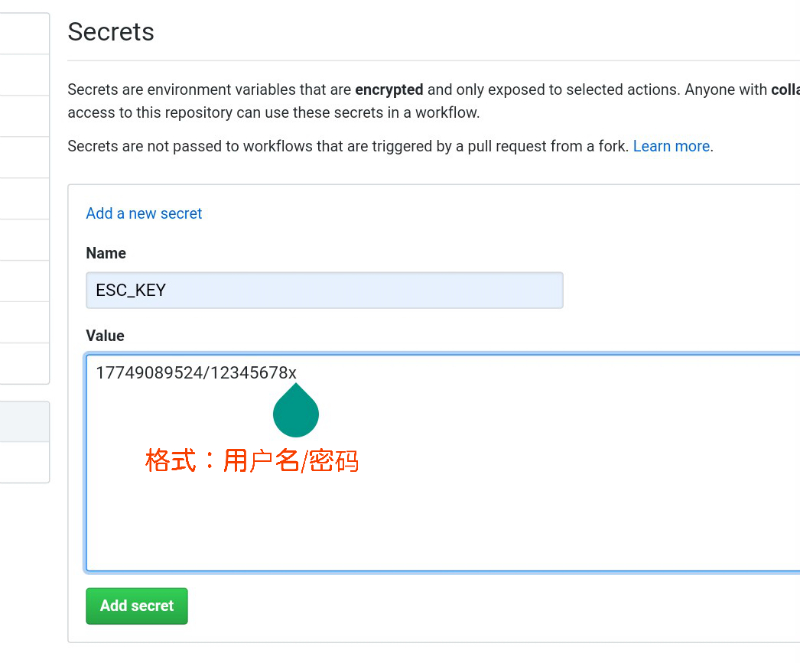 Secrets
Secrets are environment variables that are encrypted and only exposed to selected actions. Anyone with
access to this repository can use these secrets in a workflow.
Secrets are not passed to workflows that are triggered by a pull request from a fork. Learn more.
Add a new secret
Name
ESC_KEY
Value
17749089524/12345678x
格式：用户名/密码
Add secret